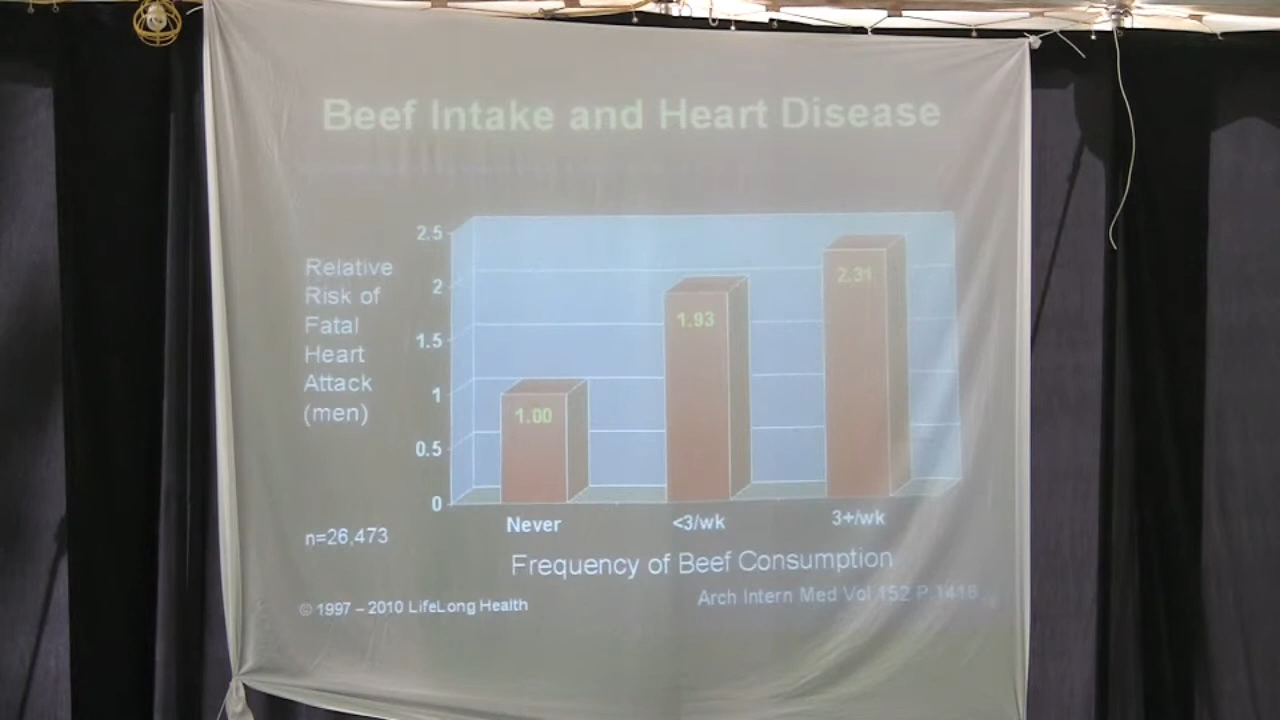 Beef Intake and Heart Disease
Relative
Risk of
Fatal
Heart
Attack
(men)
2.5
2
1.5
1
0.5
0
1.00
1.93
2.31
Never
<3/wk
3+/wk
n=26,473
Frequency of Beef Consumption
© 1997 – 2010 LifeLong Health
Arch Intern Med Vol 152 P 1416